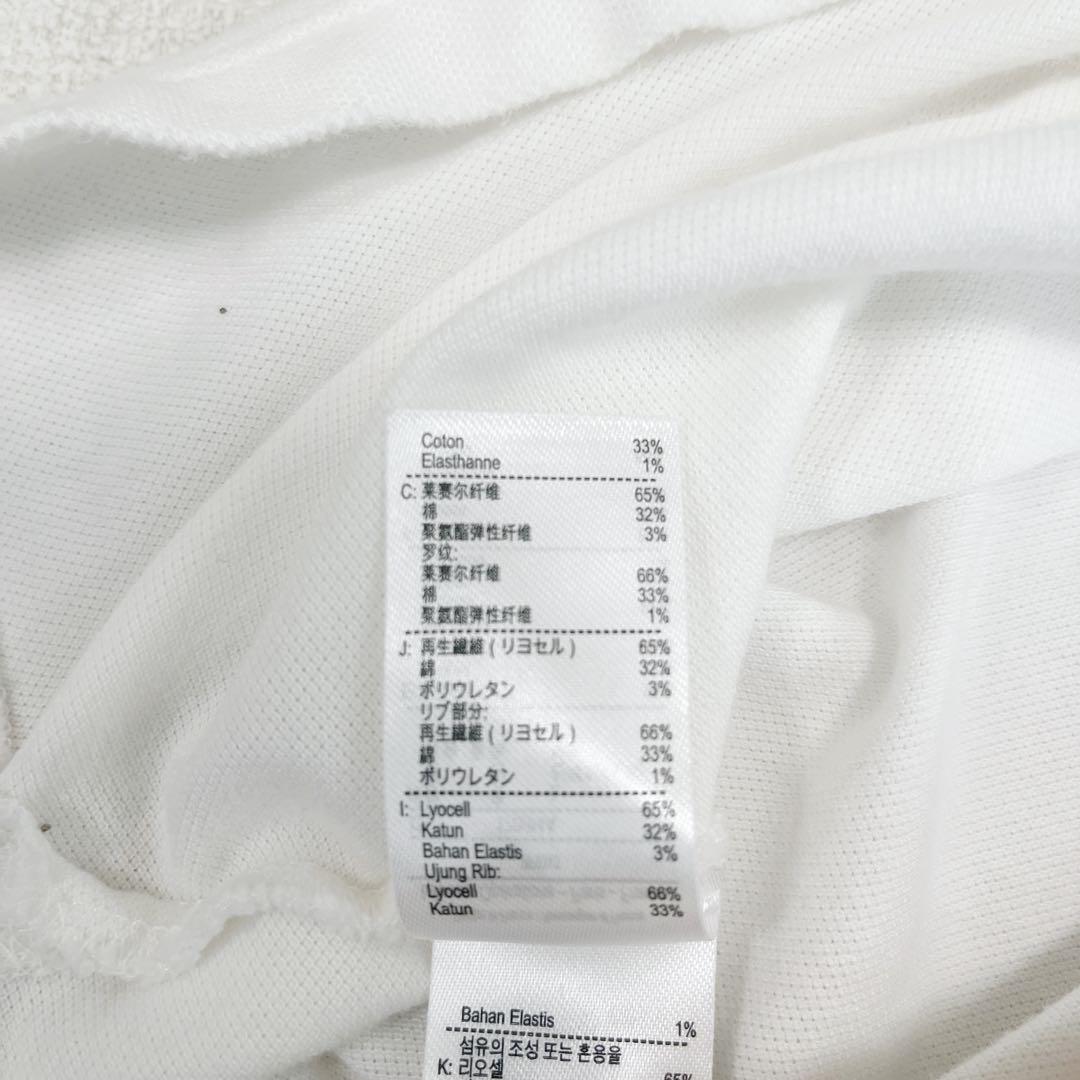 Coton 33%
Elasthanne 1%
C: 莱赛尔纤维 65%
棉 32%
聚氨酯弹性纤维 3%
罗纹:
莱赛尔纤维 66%
棉 33%
聚氨酯弹性纤维 1%
J: 再生繊維 ( リヨセル ) 65%
綿 32%
ポリウレタン 3%
リブ部分:
再生繊維 ( リヨセル ) 66%
綿 33%
ポリウレタン 1%
I: Lyocell 65%
Katun 32%
Bahan Elastis 3%
Ujung Rib:
Lyocell 66%
Katun 33%
Bahan Elastis 1%
섬유의 조성 또는 혼용율
K: 리오셀 65%